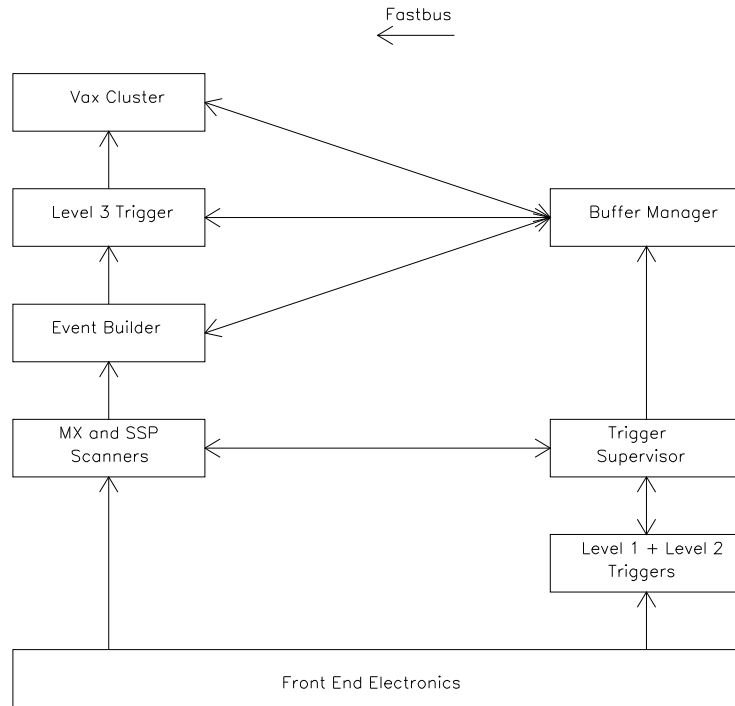 Fastbus
Vax Cluster
Level 3 Trigger
Buffer Manager
Event Builder
MX and SSP
Scanners
Trigger
Supervisor
Level 1 + Level 2
Triggers
Front End Electronics